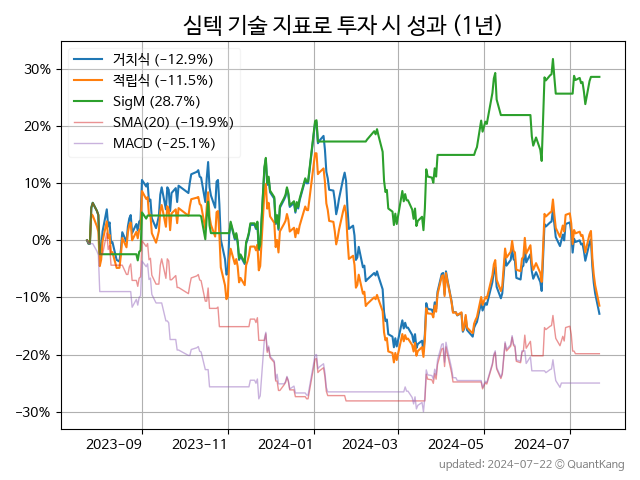 심텍 기술 지표로 투자 시 성과 (1년)
거치식 (−12.9%)
적립식 (−11.5%)
SigM (28.7%)
SMA(20) (−19.9%)
MACD (−25.1%)
30%
20%
10%
0%
−10%
−20%
−30%
2023−09 2023−11 2024−01 2024−03 2024−05 2024−07
updated: 2024−07−22 © QuantKang